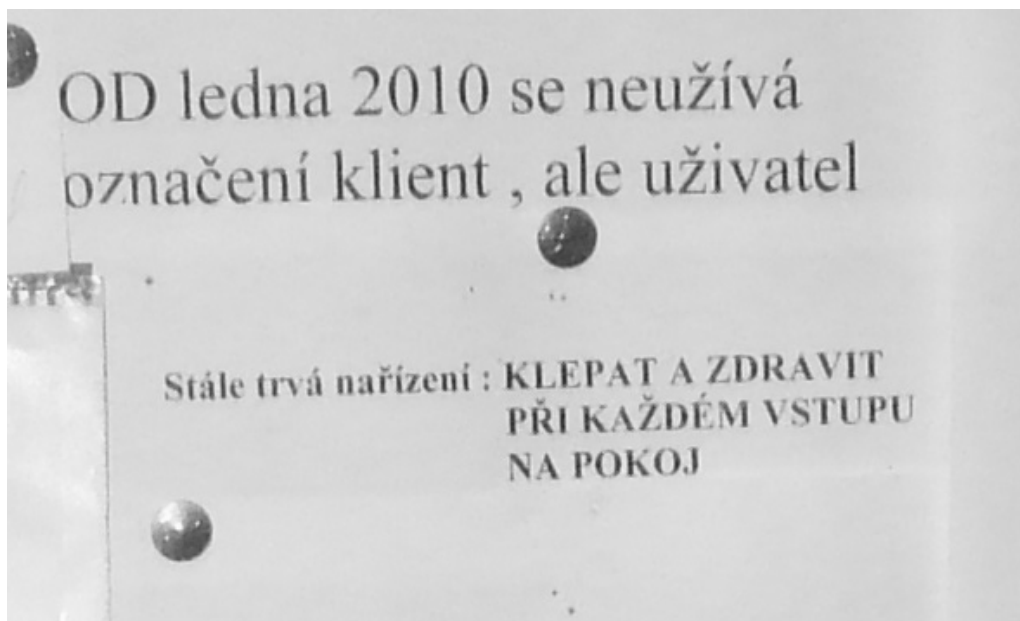 OD ledna 2010 se neužívá
označení klient , ale uživatel
Stále trvá nařízení : KLEPAT A ZDRAVIT
PŘI KAŽDÉM VSTUPU
NA POKOJ